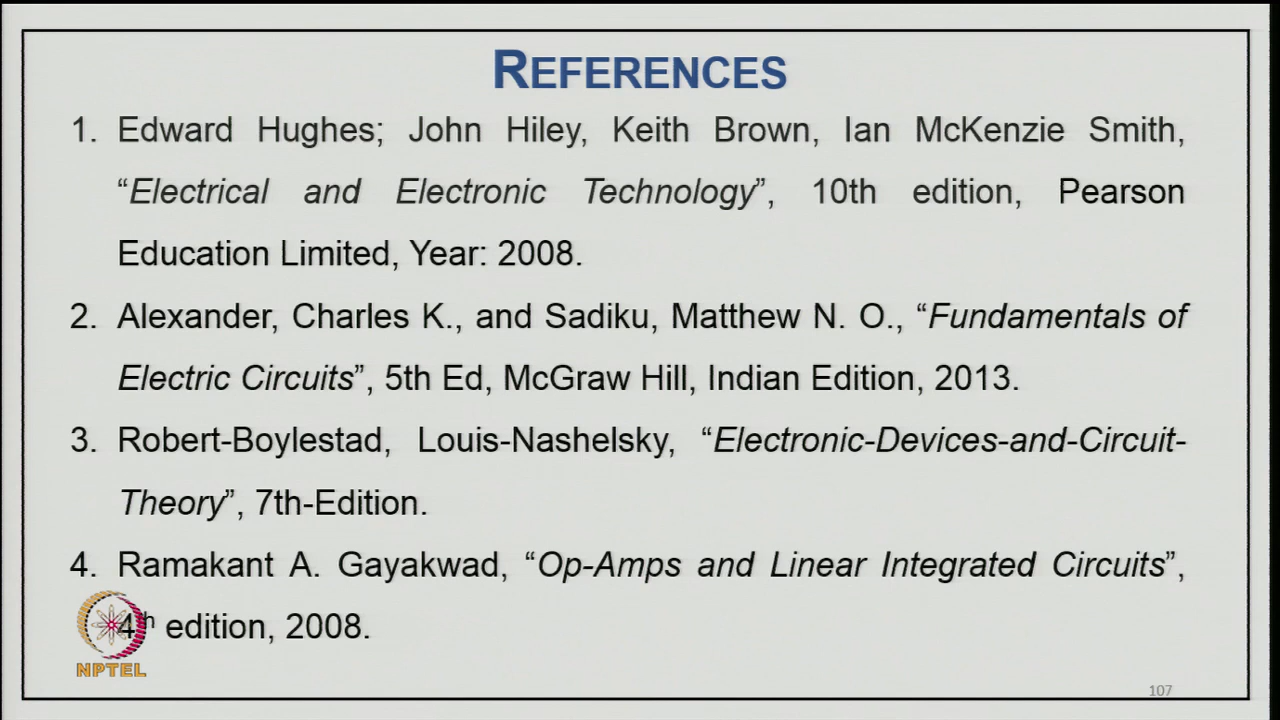 REFERENCES
1. Edward Hughes; John Hiley, Keith Brown, Ian McKenzie Smith,
“Electrical and Electronic Technology”, 10th edition, Pearson
Education Limited, Year: 2008.
2. Alexander, Charles K., and Sadiku, Matthew N. O., “Fundamentals of
Electric Circuits”, 5th Ed, McGraw Hill, Indian Edition, 2013.
3. Robert-Boylestad, Louis-Nashelsky, “Electronic-Devices-and-Circuit-
Theory”, 7th-Edition.
4. Ramakant A. Gayakwad, “Op-Amps and Linear Integrated Circuits”,
4th edition, 2008.
NPTEL
107